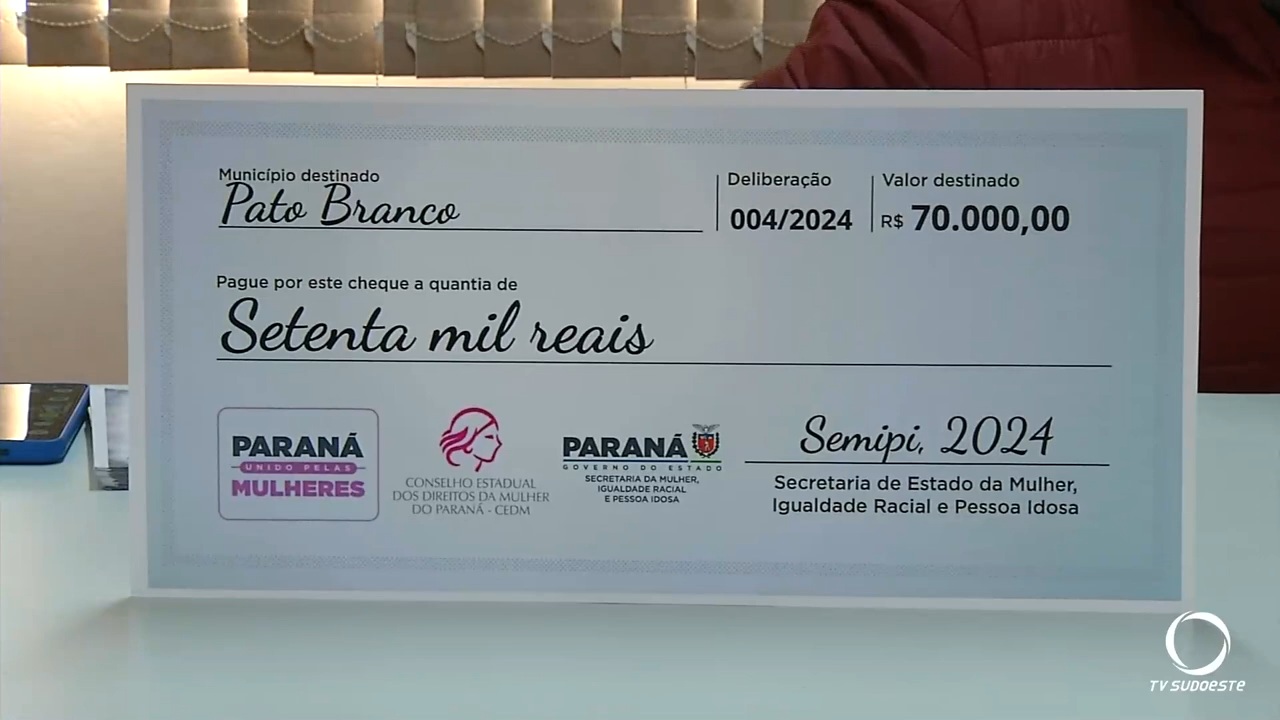 Município destinado
Pato Branco
Deliberação
004/2024
Valor destinado
R$ 70.000,00
Pague por este cheque a quantia de
Setenta mil reais
PARANÁ
UNIDO PELAS
MULHERES
CONSELHO ESTADUAL
DOS DIREITOS DA MULHER
DO PARANÁ - CEDM
PARANÁ
GOVERNO DO ESTADO
SECRETARIA DA MULHER,
IGUALDADE RACIAL
E PESSOA IDOSA
Semipi, 2024
Secretaria de Estado da Mulher,
Igualdade Racial e Pessoa Idosa
TV SUDOESTE